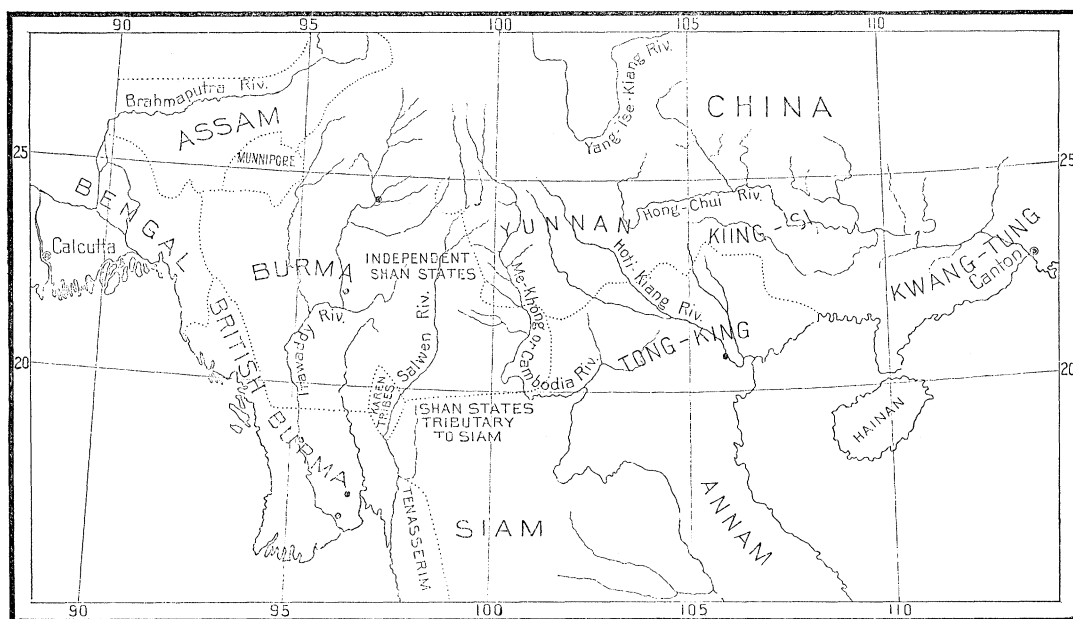 90 95 100 105 110
Brahmaputra Riv.
ASSAM
MUNNIPORE
Yang-Tse-Kiang Riv.
CHINA
25
25
BENGAL
Calcutta
YUNNAN
Hong-Chui Riv.
KIING-SI
KWANG-TUNG
Canton
BURMA
INDEPENDENT
SHAN STATES
Me-Khong or Cambodia Riv.
Hoti-Kiang Riv.
BRITISH BURMA
Irrawaddy Riv.
Salwen Riv.
TONG-KING
20
20
KAREN
TRIBES
SHAN STATES
TRIBUTARY
TO SIAM
HAINAN
TENASSERIM
SIAM
ANNAM
90 95 100 105 110